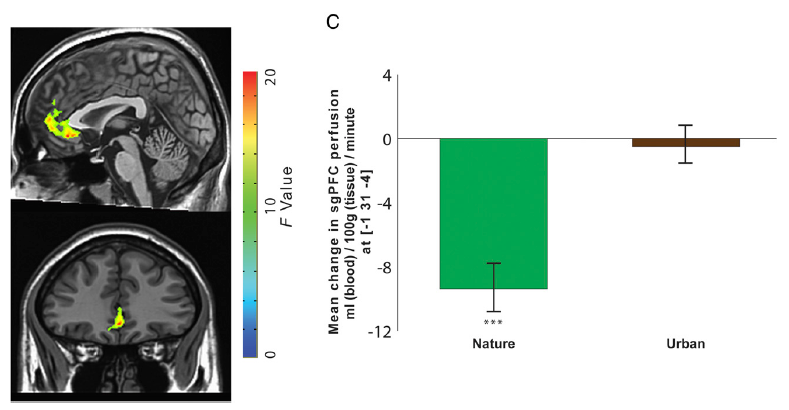 C
20
10
0
F Value
Mean change in sgPFC perfusion
ml (blood) / 100g (tissue) / minute
at [-1 31 -4]
4
0
-4
-8
-12
***
Nature
Urban